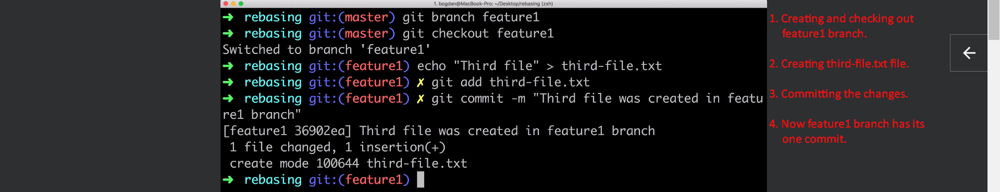 1. bogdan@MacBook-Pro: ~/Desktop/rebasing (zsh)
➜ rebasing git:(master) git branch feature1
➜ rebasing git:(master) git checkout feature1
Switched to branch 'feature1'
➜ rebasing git:(feature1) echo "Third file" > third-file.txt
➜ rebasing git:(feature1) ✗ git add third-file.txt
➜ rebasing git:(feature1) ✗ git commit -m "Third file was created in featu
re1 branch"
[feature1 36902ea] Third file was created in feature1 branch
1 file changed, 1 insertion(+)
create mode 100644 third-file.txt
➜ rebasing git:(feature1)
1. Creating and checking out
feature1 branch.
2. Creating third-file.txt file.
3. Committing the changes.
4. Now feature1 branch has its
one commit.